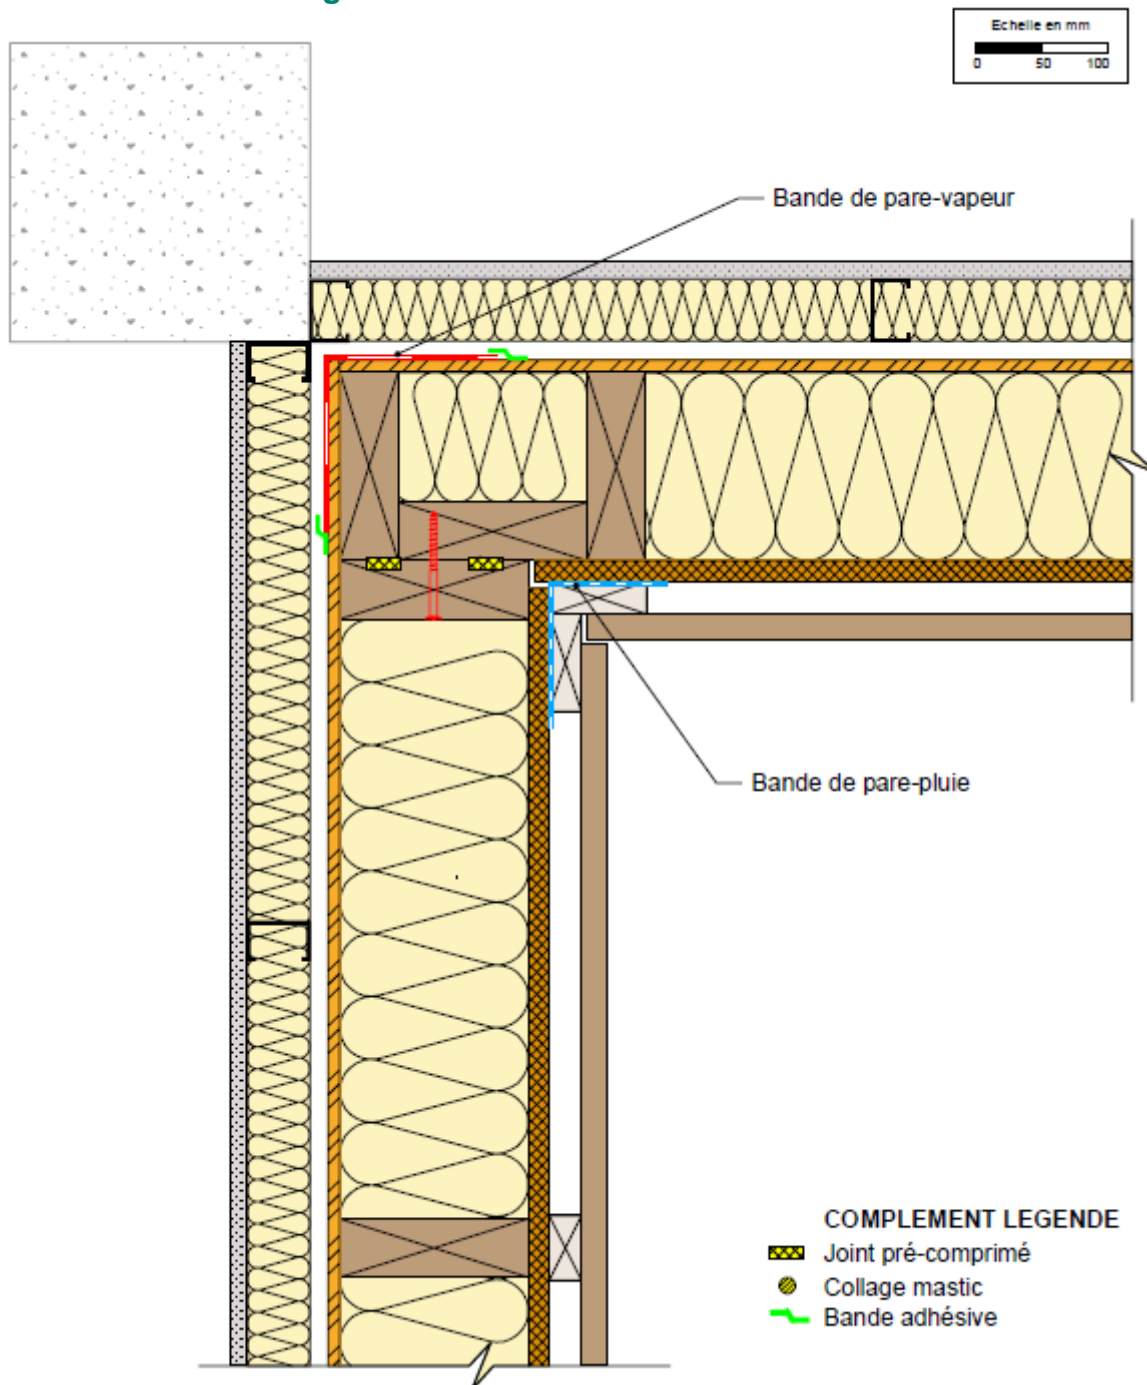 Echelle en mm
0 50 100
Bande de pare-vapeur
Bande de pare-pluie
COMPLEMENT LEGENDE
Joint pré-comprimé
Collage mastic
Bande adhésive